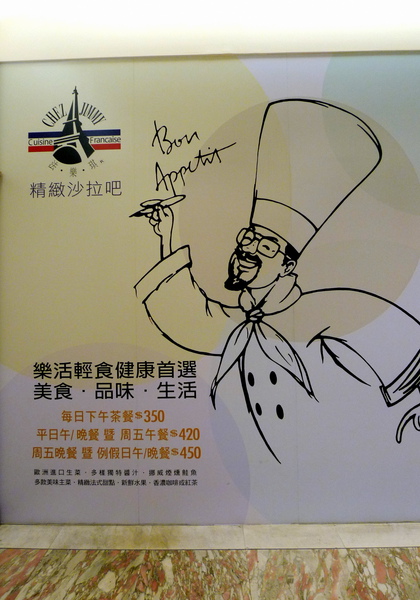 CHEZ JIMMY
Cuisine Française
精緻沙拉吧
Bon
Appetit
樂活輕食健康首選
美食·品味·生活
每日下午茶餐$350
平日午/晚餐 暨 周五午餐$420
周五晚餐 暨 例假日午/晚餐$450
歐洲進口生菜·多種獨特醬汁·挪威煙燻鮭魚
多款美味主菜·精緻法式甜點·新鮮水果·香濃咖啡或紅茶